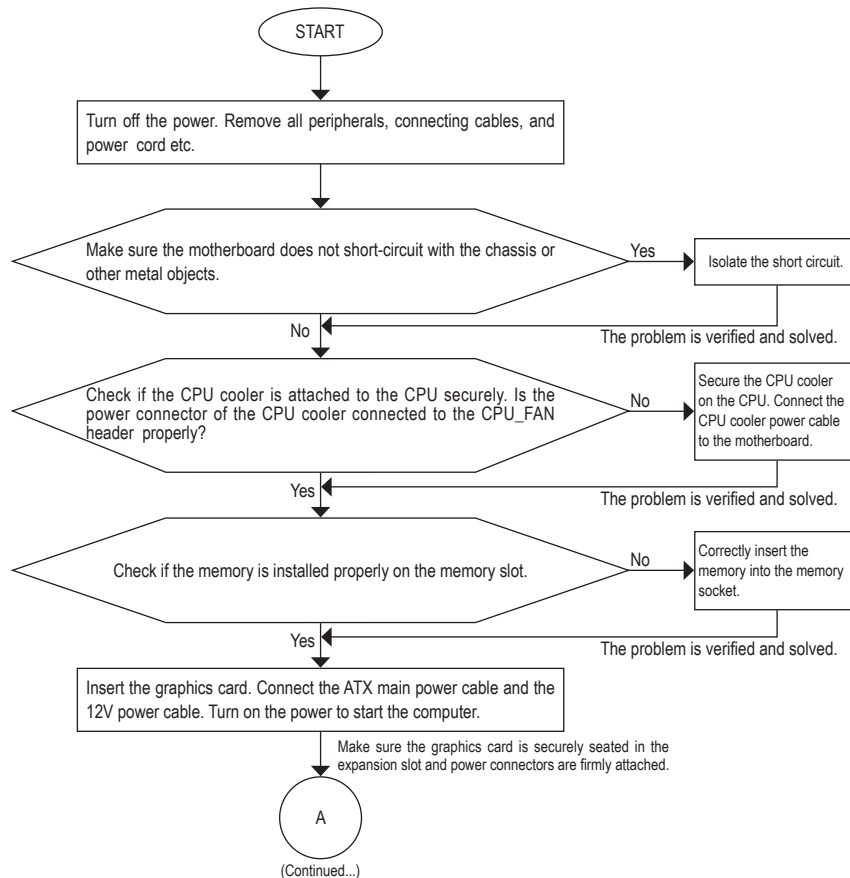 START
Turn off the power. Remove all peripherals, connecting cables, and
power cord etc.
Make sure the motherboard does not short-circuit with the chassis or
other metal objects.
Yes
Isolate the short circuit.
No
The problem is verified and solved.
Check if the CPU cooler is attached to the CPU securely. Is the
power connector of the CPU cooler connected to the CPU_FAN
header properly?
No
Secure the CPU cooler
on the CPU. Connect the
CPU cooler power cable
to the motherboard.
Yes
The problem is verified and solved.
Check if the memory is installed properly on the memory slot.
No
Correctly insert the
memory into the memory
socket.
Yes
The problem is verified and solved.
Insert the graphics card. Connect the ATX main power cable and the
12V power cable. Turn on the power to start the computer.
Make sure the graphics card is securely seated in the
expansion slot and power connectors are firmly attached.
A
(Continued...)